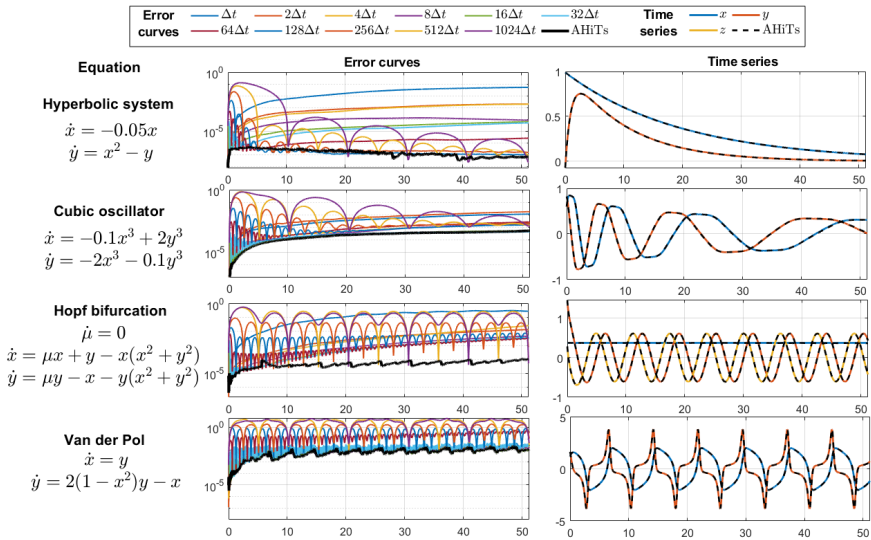 Error curves Δt 2Δt 4Δt 8Δt 16Δt 32Δt Time series x y
64Δt 128Δt 256Δt 512Δt 1024Δt AHiTs z AHiTs
Equation
Error curves
Time series
Hyperbolic system
ẋ = −0.05x
ẏ = x² − y
10⁰
10⁻⁵
0 10 20 30 40 50
1
0.5
0
0 10 20 30 40 50
Cubic oscillator
ẋ = −0.1x³ + 2y³
ẏ = −2x³ − 0.1y³
10⁰
10⁻⁵
0 10 20 30 40 50
1
0
-1
0 10 20 30 40 50
Hopf bifurcation
μ̇ = 0
ẋ = μx + y − x(x² + y²)
ẏ = μy − x − y(x² + y²)
10⁰
10⁻⁵
0 10 20 30 40 50
1
0
-1
0 10 20 30 40 50
Van der Pol
ẋ = y
ẏ = 2(1 − x²)y − x
10⁰
10⁻⁵
0 10 20 30 40 50
5
0
-5
0 10 20 30 40 50